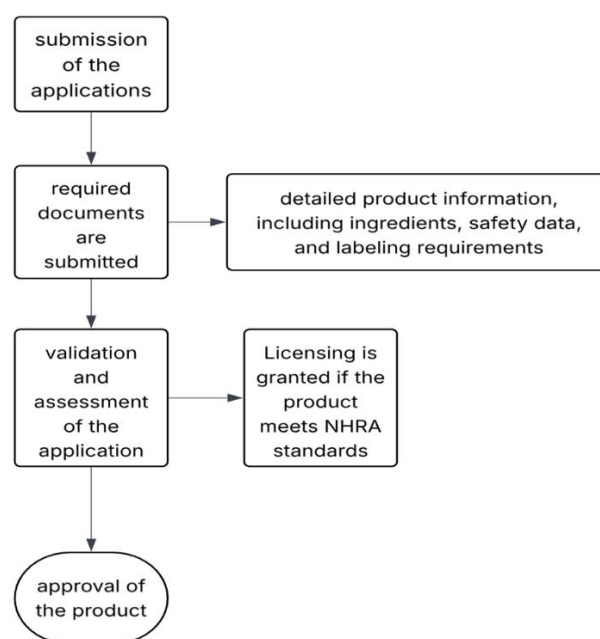 submission
of the
applications
required
documents
are
submitted
detailed product information,
including ingredients, safety data,
and labeling requirements
validation
and
assessment
of the
application
Licensing is
granted if the
product
meets NHRA
standards
approval of
the product